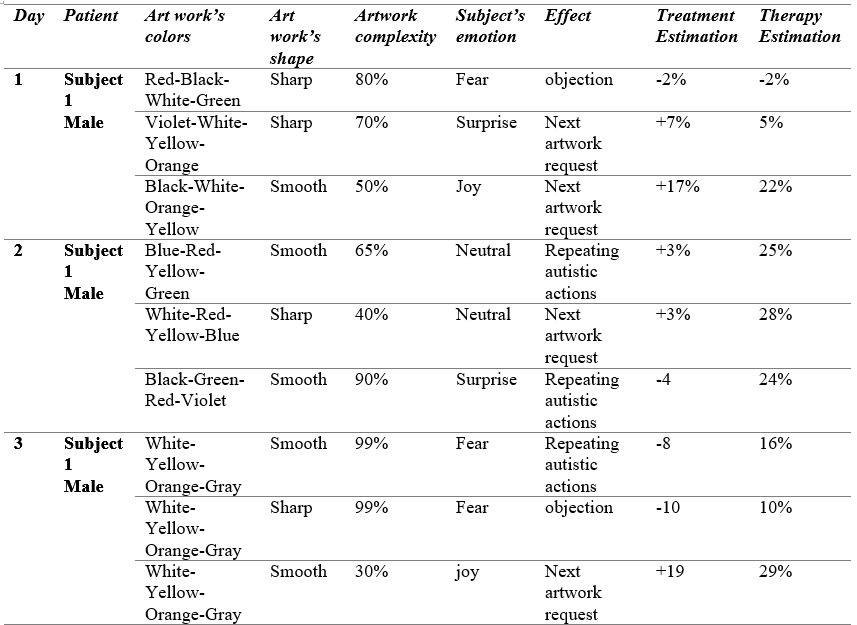 Day Patient Art work's colors Art work's shape Artwork complexity Subject's emotion Effect Treatment Estimation Therapy Estimation
1 Subject 1 Male Red-Black-White-Green Sharp 80% Fear objection -2% -2%
Violet-White-Yellow-Orange Sharp 70% Surprise Next artwork request +7% 5%
Black-White-Orange-Yellow Smooth 50% Joy Next artwork request +17% 22%
2 Subject 1 Male Blue-Red-Yellow-Green Smooth 65% Neutral Repeating autistic actions +3% 25%
White-Red-Yellow-Blue Sharp 40% Neutral Next artwork request +3% 28%
Black-Green-Red-Violet Smooth 90% Surprise Repeating autistic actions -4 24%
3 Subject 1 Male White-Yellow-Orange-Gray Smooth 99% Fear Repeating autistic actions -8 16%
White-Yellow-Orange-Gray Sharp 99% Fear objection -10 10%
White-Yellow-Orange-Gray Smooth 30% joy Next artwork request +19 29%